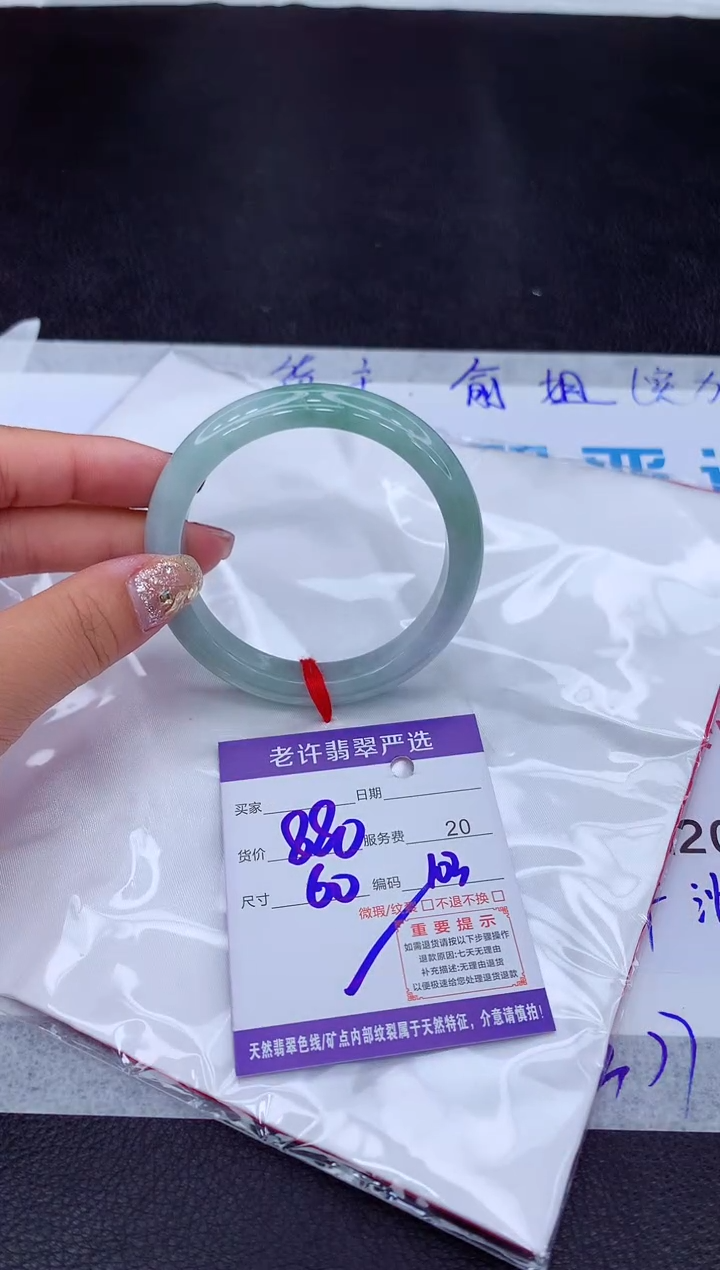 俞姐
老许翡翠严选
买家 日期
货价 880 服务费 20
尺寸 60 编码
微瑕/纹裂 □不退不换 □
重要提示
如需退货请按以下步骤操作
退款原因:七天无理由
补充描述:无理由退货
以便极速给您处理退货退款
天然翡翠色线/矿点内部纹裂属于天然特征，介意请慎拍!